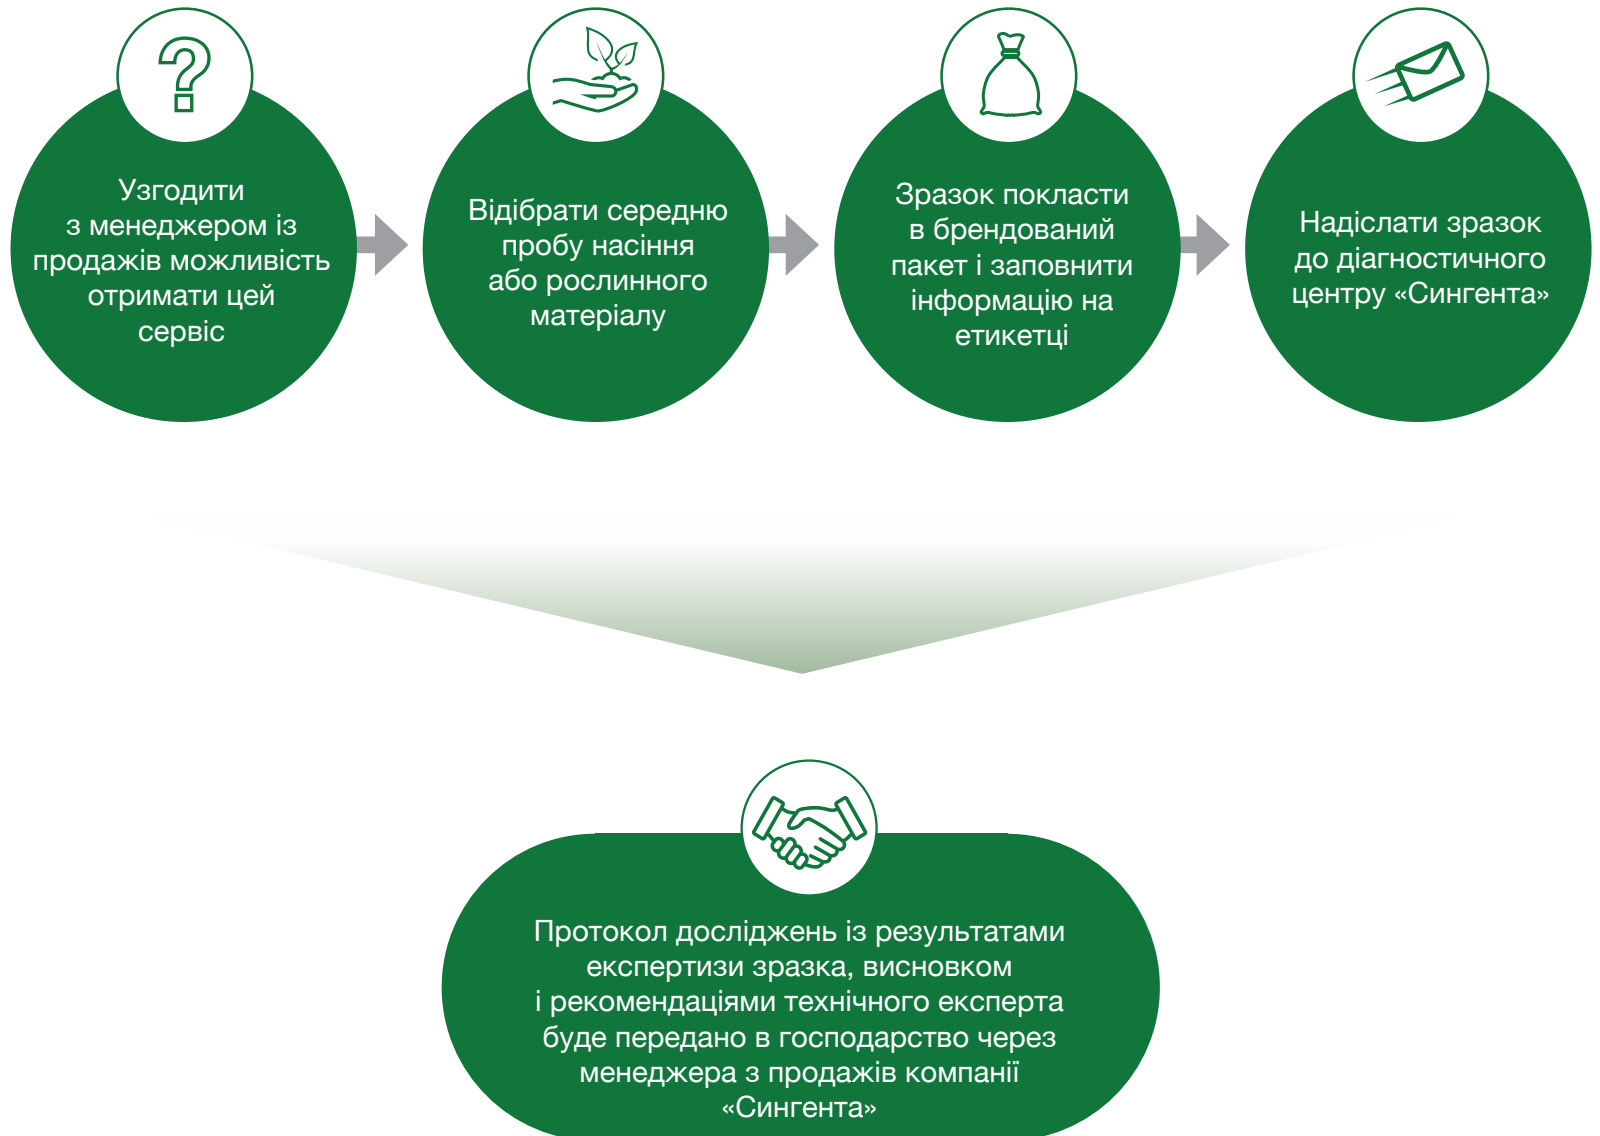 Узгодити
з менеджером із
продажів можливість
отримати цей
сервіс
Відібрати середню
пробу насіння
або рослинного
матеріалу
Зразок покласти
в брендований
пакет і заповнити
інформацію на
етикетці
Надіслати зразок
до діагностичного
центру «Сингента»
Протокол досліджень із результатами
експертизи зразка, висновком
і рекомендаціями технічного експерта
буде передано в господарство через
менеджера з продажів компанії
«Сингента»